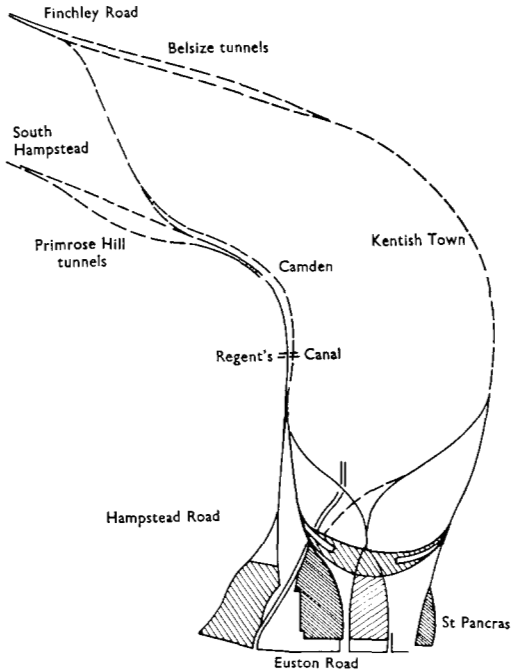 Finchley Road
Belsize tunnels
South
Hampstead
Primrose Hill
tunnels
Kentish Town
Camden
Regent's Canal
Hampstead Road
St Pancras
Euston Road